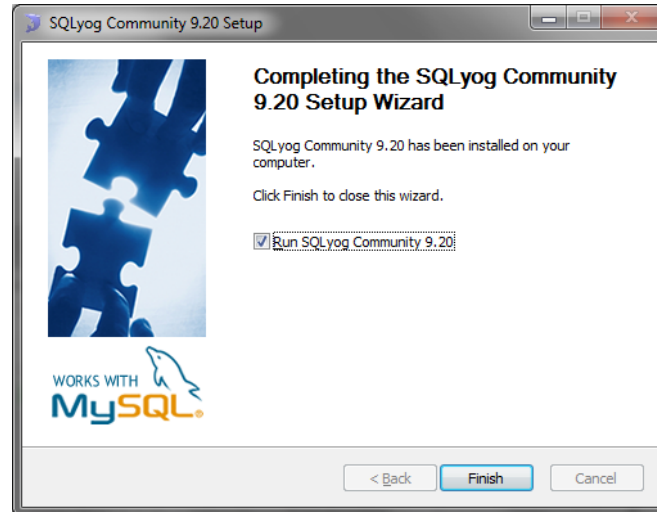 SQLyog Community 9.20 Setup
Completing the SQLyog Community
9.20 Setup Wizard
SQLyog Community 9.20 has been installed on your
computer.
Click Finish to close this wizard.
Run SQLyog Community 9.20
WORKS WITH
MySQL®
< Back
Finish
Cancel